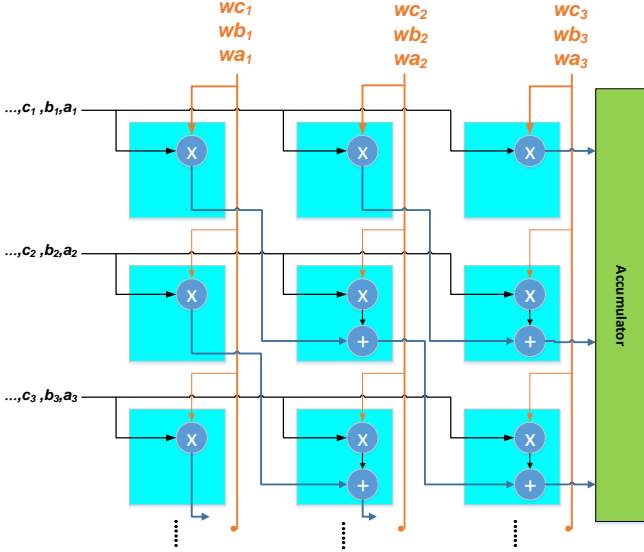 wc1 wc2 wc3
wb1 wb2 wb3
wa1 wa2 wa3
...,c1 ,b1,a1
X X X
...,c2 ,b2,a2
X X X
+ +
Accumulator
...,c3 ,b3,a3
X X X
+ +